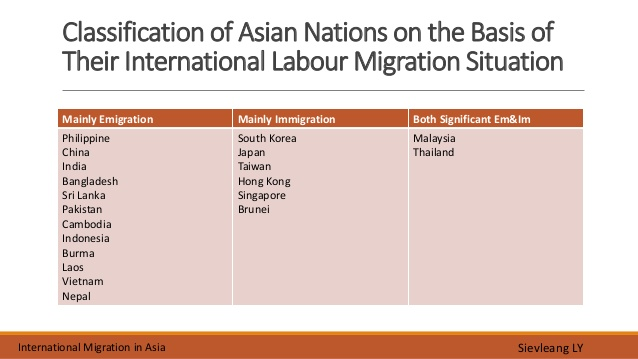 Classification of Asian Nations on the Basis of
Their International Labour Migration Situation
Mainly Emigration
Mainly Immigration
Both Significant Em&Im
Philippine
China
India
Bangladesh
Sri Lanka
Pakistan
Cambodia
Indonesia
Burma
Laos
Vietnam
Nepal
South Korea
Japan
Taiwan
Hong Kong
Singapore
Brunei
Malaysia
Thailand
International Migration in Asia
Sievleang LY